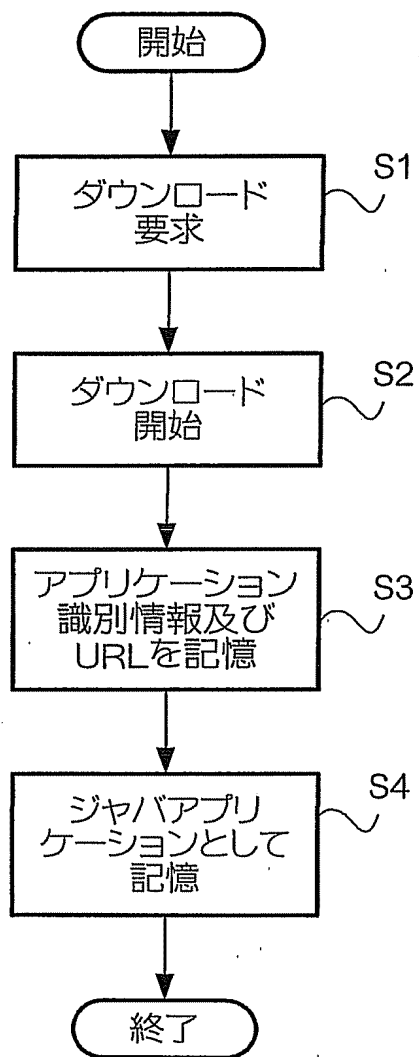 開始
ダウンロード
要求
S1
ダウンロード
開始
S2
アプリケーション
識別情報及び
URLを記憶
S3
ジャバアプリ
ケーションとして
記憶
S4
終了